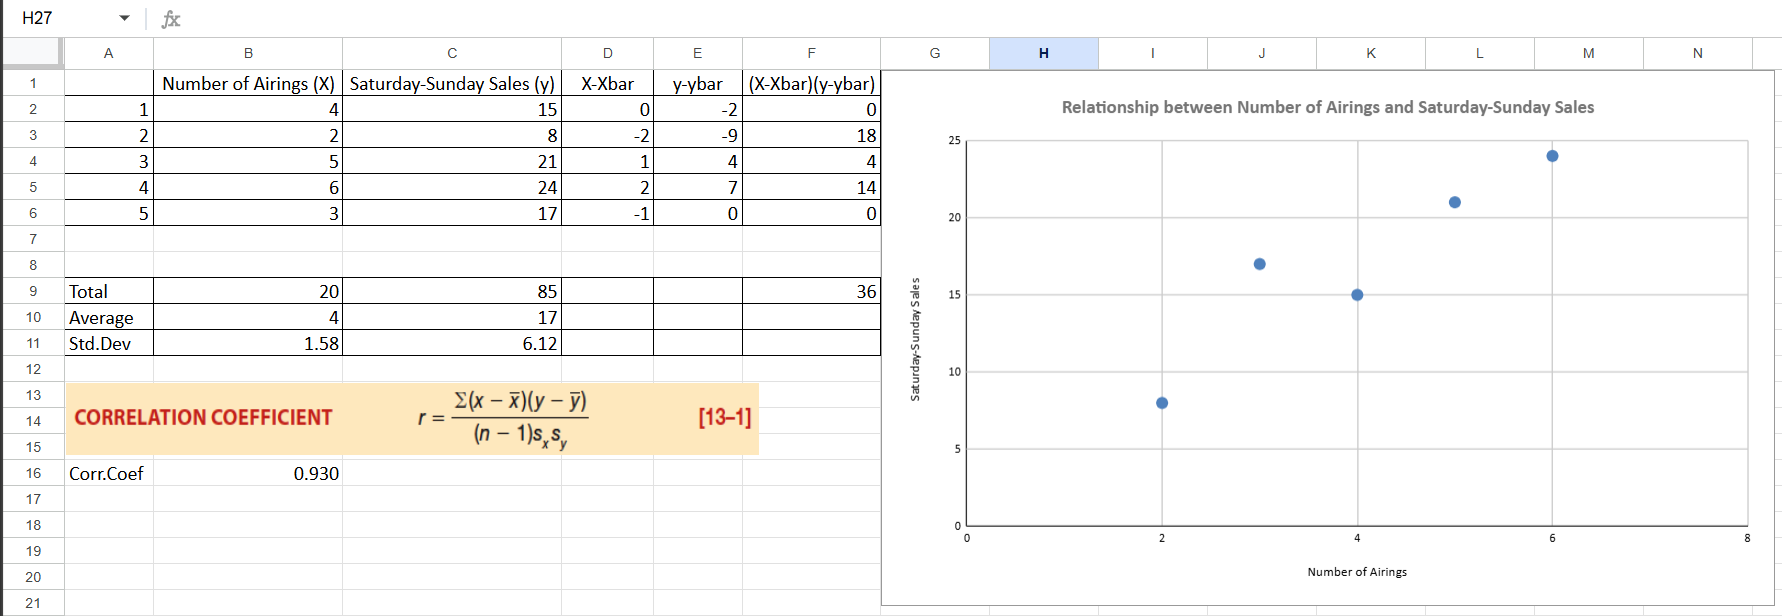 H27 fx
A B C D E F G H I J K L M N
1 Number of Airings (X) Saturday-Sunday Sales (y) X-Xbar y-ybar (X-Xbar)(y-ybar)
2 1 4 15 0 -2 0
3 2 2 8 -2 -9 18
4 3 5 21 1 4 4
5 4 6 24 2 7 14
6 5 3 17 -1 0 0
7
8
9 Total 20 85 36
10 Average 4 17
11 Std.Dev 1.58 6.12
12
13
14
15
CORRELATION COEFFICIENT r = Σ(x − x̅)(y − y̅) / (n − 1)sₓsᵧ [13–1]
16 Corr.Coef 0.930
17
18
19
20
21
Relationship between Number of Airings and Saturday-Sunday Sales
Saturday-Sunday Sales
25
20
15
10
5
0
0 2 4 6 8
Number of Airings